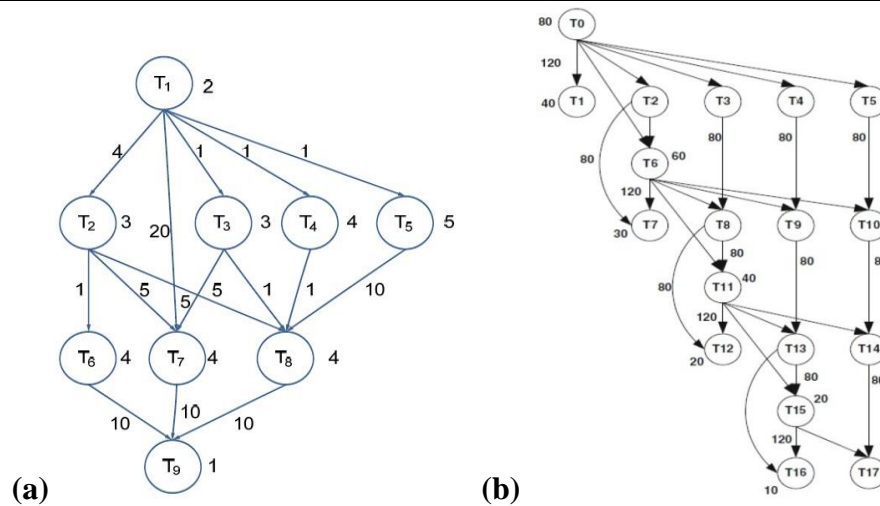 T1 2
4 1 1 1
T2 3 20 T3 3 T4 4 T5 5
1 5 5 5 1 1 10
T6 4 T7 4 T8 4
10 10 10
T9 1
(a)
80 T0
120
40 T1 T2 T3 T4 T5
80 80 80 80
T6 60
120
30 T7 T8 T9 T10
80 80 80
T11 40
120
20 T12 T13 T14
80 80
T15 20
120
10 T16 T17
(b)